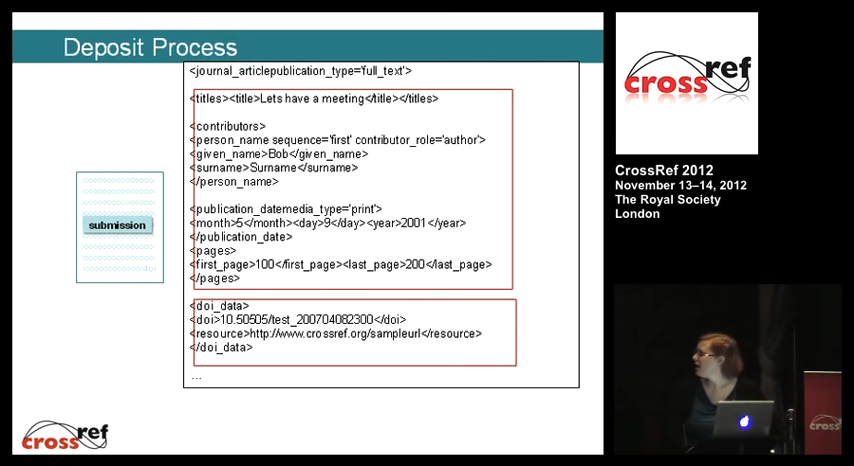 Deposit Process
<journal_articlepublication_type='full_text'>
<titles><title>Lets have a meeting</title></titles>
<contributors>
<person_name sequence='first' contributor_role='author'>
<given_name>Bob</given_name>
<surname>Surname</surname>
</person_name>
<publication_datemedia_type='print'>
<month>5</month><day>9</day><year>2001</year>
</publication_date>
<pages>
<first_page>100</first_page><last_page>200</last_page>
</pages>
<doi_data>
<doi>10.50505/test_200704082300</doi>
<resource>http://www.crossref.org/sampleurl</resource>
</doi_data>
...
submission
crossref
crossref
CrossRef 2012
November 13–14, 2012
The Royal Society
London
crossref